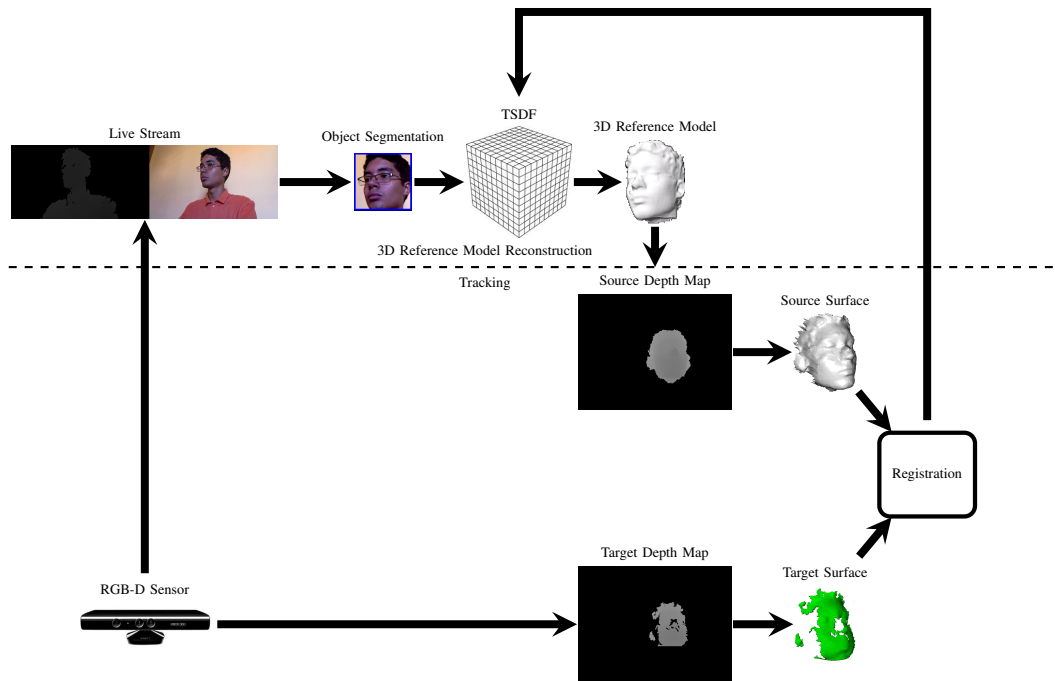 TSDF
Live Stream
Object Segmentation
3D Reference Model
3D Reference Model Reconstruction
Tracking
Source Depth Map
Source Surface
Registration
Target Depth Map
Target Surface
RGB-D Sensor